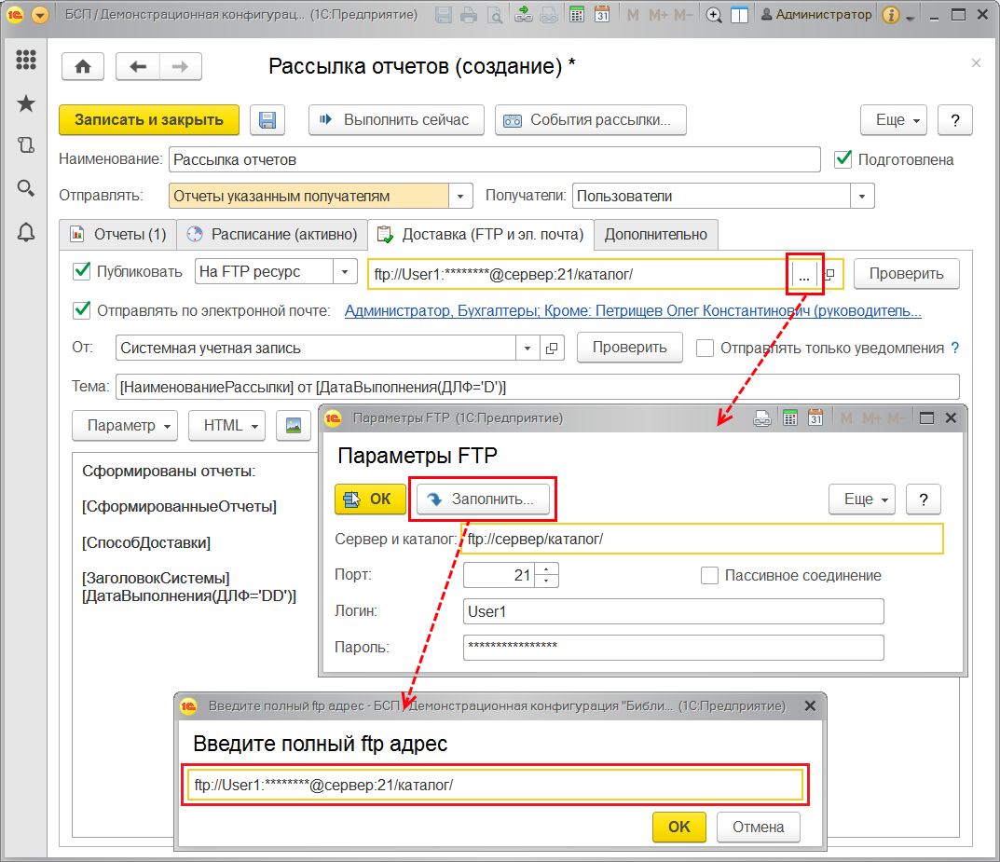 БСП / Демонстрационная конфигурац... (1С:Предприятие)
M M+ M-
Администратор
Рассылка отчетов (создание) *
Записать и закрыть
Выполнить сейчас
События рассылки...
Еще
?
Наименование: Рассылка отчетов
Подготовлена
Отправлять: Отчеты указанным получателям
Получатели: Пользователи
Отчеты (1)
Расписание (активно)
Доставка (FTP и эл. почта)
Дополнительно
Публиковать
На FTP ресурс
ftp://User1:********@сервер:21/каталог/
...
Проверить
Отправлять по электронной почте:
Администратор, Бухгалтеры; Кроме: Петрищев Олег Константинович (руководитель...
От: Системная учетная запись
Проверить
Отправлять только уведомления ?
Тема: [НаименованиеРассылки] от [ДатаВыполнения(ДЛФ='D')]
Параметр
HTML
Сформированы отчеты:
[СформированныеОтчеты]
[СпособДоставки]
[ЗаголовокСистемы]
[ДатаВыполнения(ДЛФ='DD')]
Параметры FTP (1С:Предприятие)
31
M M+ M-
Параметры FTP
ОК
Заполнить...
Еще
?
Сервер и каталог: ftp://сервер/каталог/
Порт: 21
Пассивное соединение
Логин: User1
Пароль: ****************
Введите полный ftp адрес - БСП / Демонстрационная конфигурация "Библи... (1С:Предприятие)
Введите полный ftp адрес
ftp://User1:********@сервер:21/каталог/
ОК
Отмена